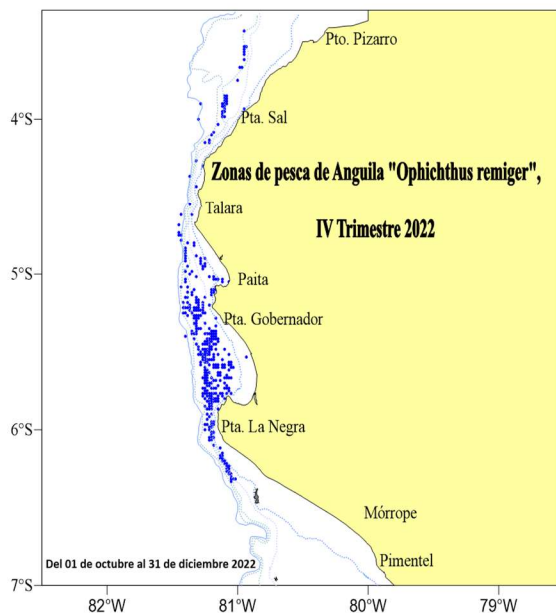 Pto. Pizarro
4°S
Pta. Sal
Zonas de pesca de Anguila "Ophichthus remiger",
IV Trimestre 2022
Talara
5°S
Paita
Pta. Gobernador
6°S
Pta. La Negra
Mórrope
Del 01 de octubre al 31 de diciembre 2022
Pimentel
7°S
82°W
81°W
80°W
79°W